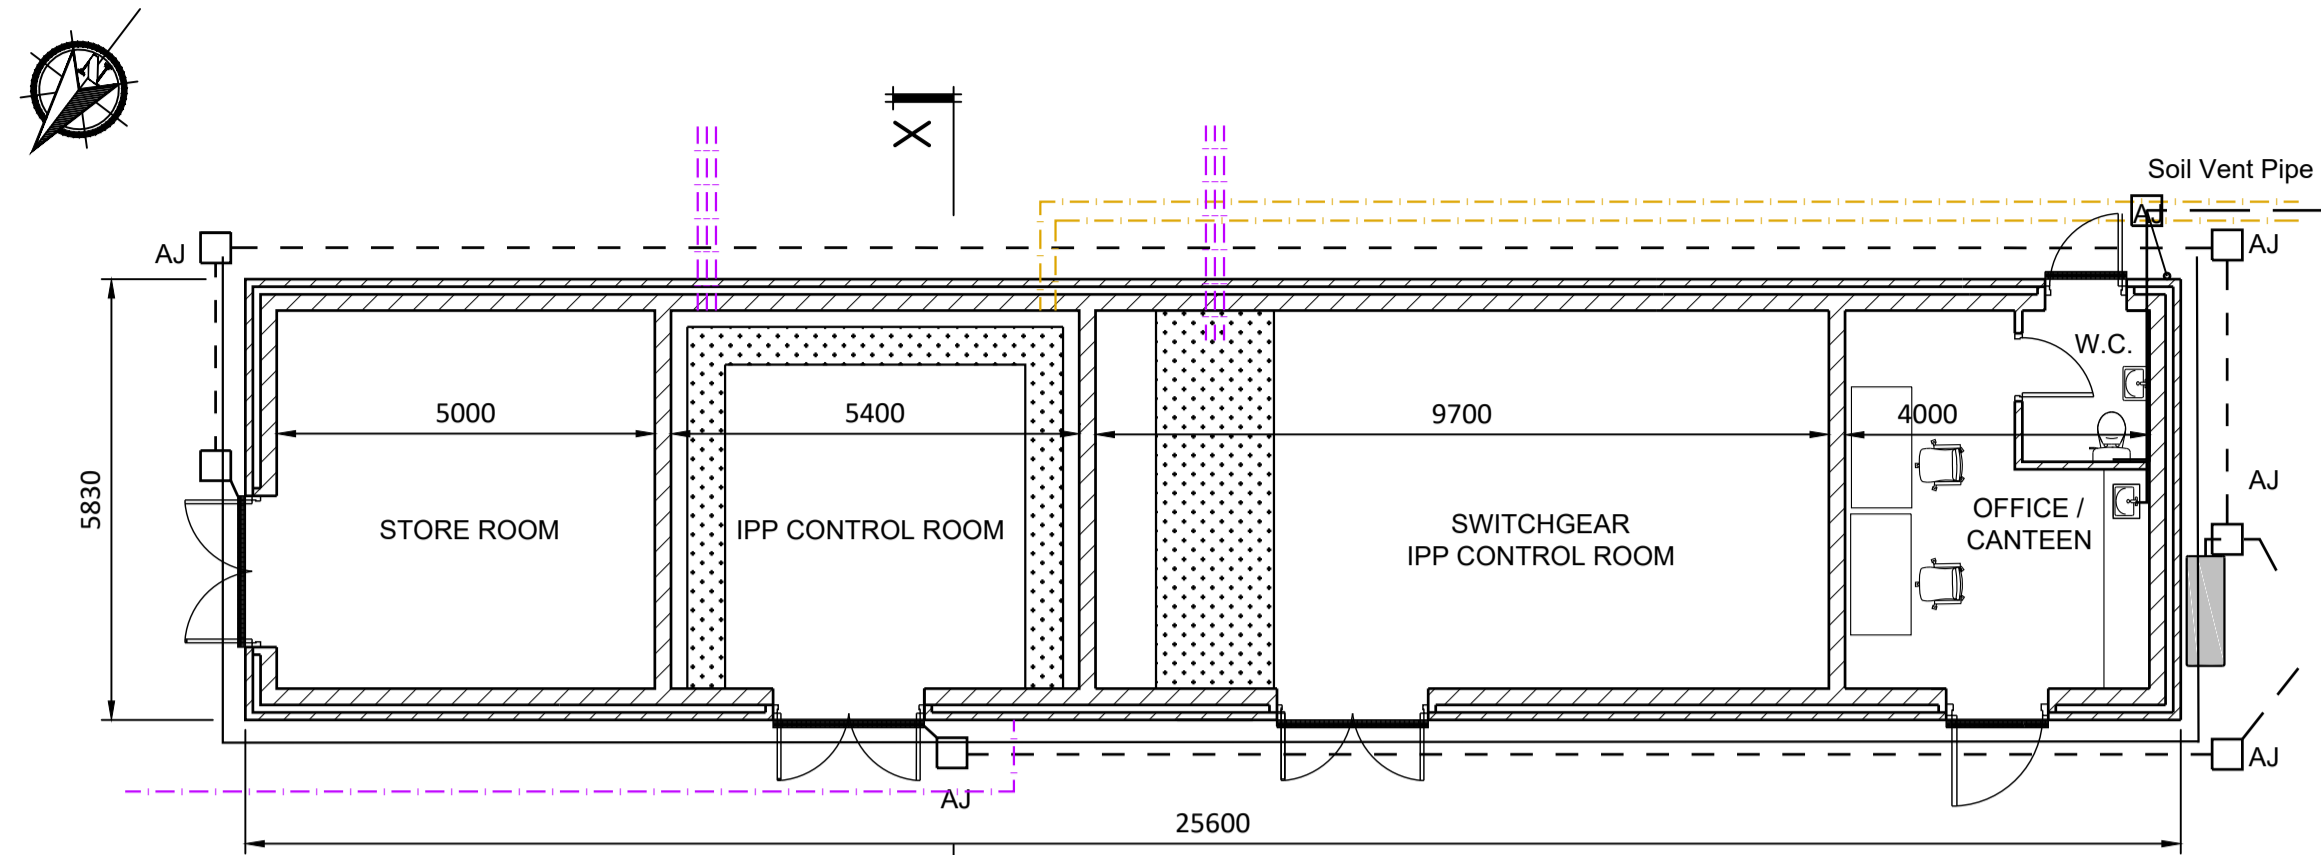 N
X
Soil Vent Pipe
AJ
AJ
AJ
W.C.
5000
5400
9700
4000
5830
STORE ROOM
IPP CONTROL ROOM
SWITCHGEAR
IPP CONTROL ROOM
OFFICE /
CANTEEN
AJ
AJ
AJ
25600